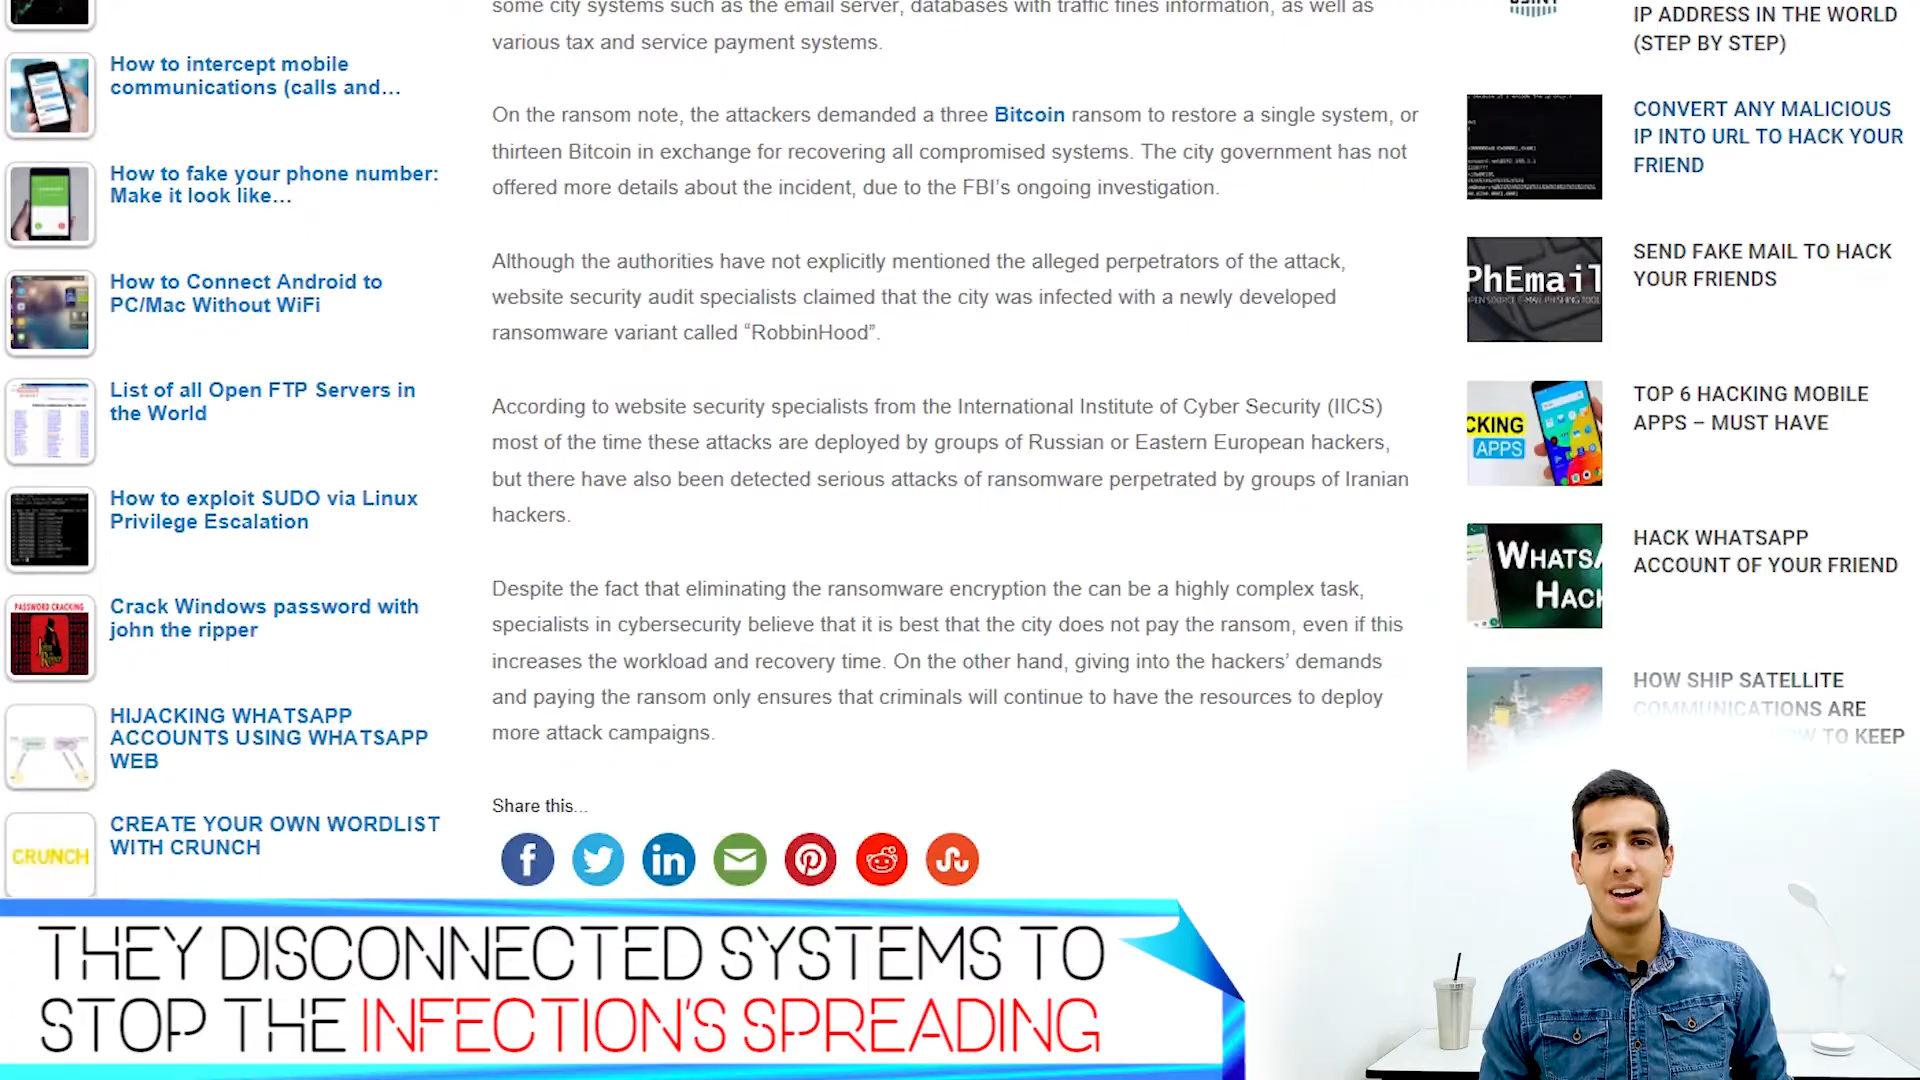 How to intercept mobile
communications (calls and...
How to fake your phone number:
Make it look like...
How to Connect Android to
PC/Mac Without WiFi
List of all Open FTP Servers in
the World
How to exploit SUDO via Linux
Privilege Escalation
PASSWORD CRACKING
Crack Windows password with
john the ripper
HIJACKING WHATSAPP
ACCOUNTS USING WHATSAPP
WEB
CRUNCH
CREATE YOUR OWN WORDLIST
WITH CRUNCH
some city systems such as the email server, databases with traffic fines information, as well as
various tax and service payment systems.
On the ransom note, the attackers demanded a three Bitcoin ransom to restore a single system, or
thirteen Bitcoin in exchange for recovering all compromised systems. The city government has not
offered more details about the incident, due to the FBI's ongoing investigation.
Although the authorities have not explicitly mentioned the alleged perpetrators of the attack,
website security audit specialists claimed that the city was infected with a newly developed
ransomware variant called “RobbinHood”.
According to website security specialists from the International Institute of Cyber Security (IICS)
most of the time these attacks are deployed by groups of Russian or Eastern European hackers,
but there have also been detected serious attacks of ransomware perpetrated by groups of Iranian
hackers.
Despite the fact that eliminating the ransomware encryption the can be a highly complex task,
specialists in cybersecurity believe that it is best that the city does not pay the ransom, even if this
increases the workload and recovery time. On the other hand, giving into the hackers' demands
and paying the ransom only ensures that criminals will continue to have the resources to deploy
more attack campaigns.
Share this...
IP ADDRESS IN THE WORLD
(STEP BY STEP)
CONVERT ANY MALICIOUS
IP INTO URL TO HACK YOUR
FRIEND
PhEmail
OPEN SOURCE E-MAIL PHISHING TOOL
SEND FAKE MAIL TO HACK
YOUR FRIENDS
CKING
APPS
TOP 6 HACKING MOBILE
APPS – MUST HAVE
WHATSA
HACK
HACK WHATSAPP
ACCOUNT OF YOUR FRIEND
HOW SHIP SATELLITE
COMMUNICATIONS ARE
TO KEEP
THEY DISCONNECTED SYSTEMS TO
STOP THE INFECTION'S SPREADING